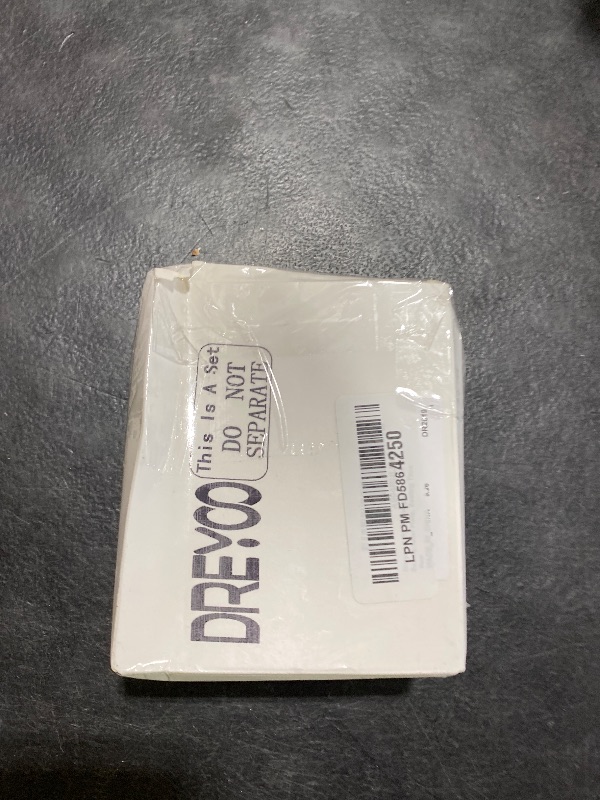 DREYOO
This Is A Set
DO NOT
SEPARATE
LPN PM FD5864250